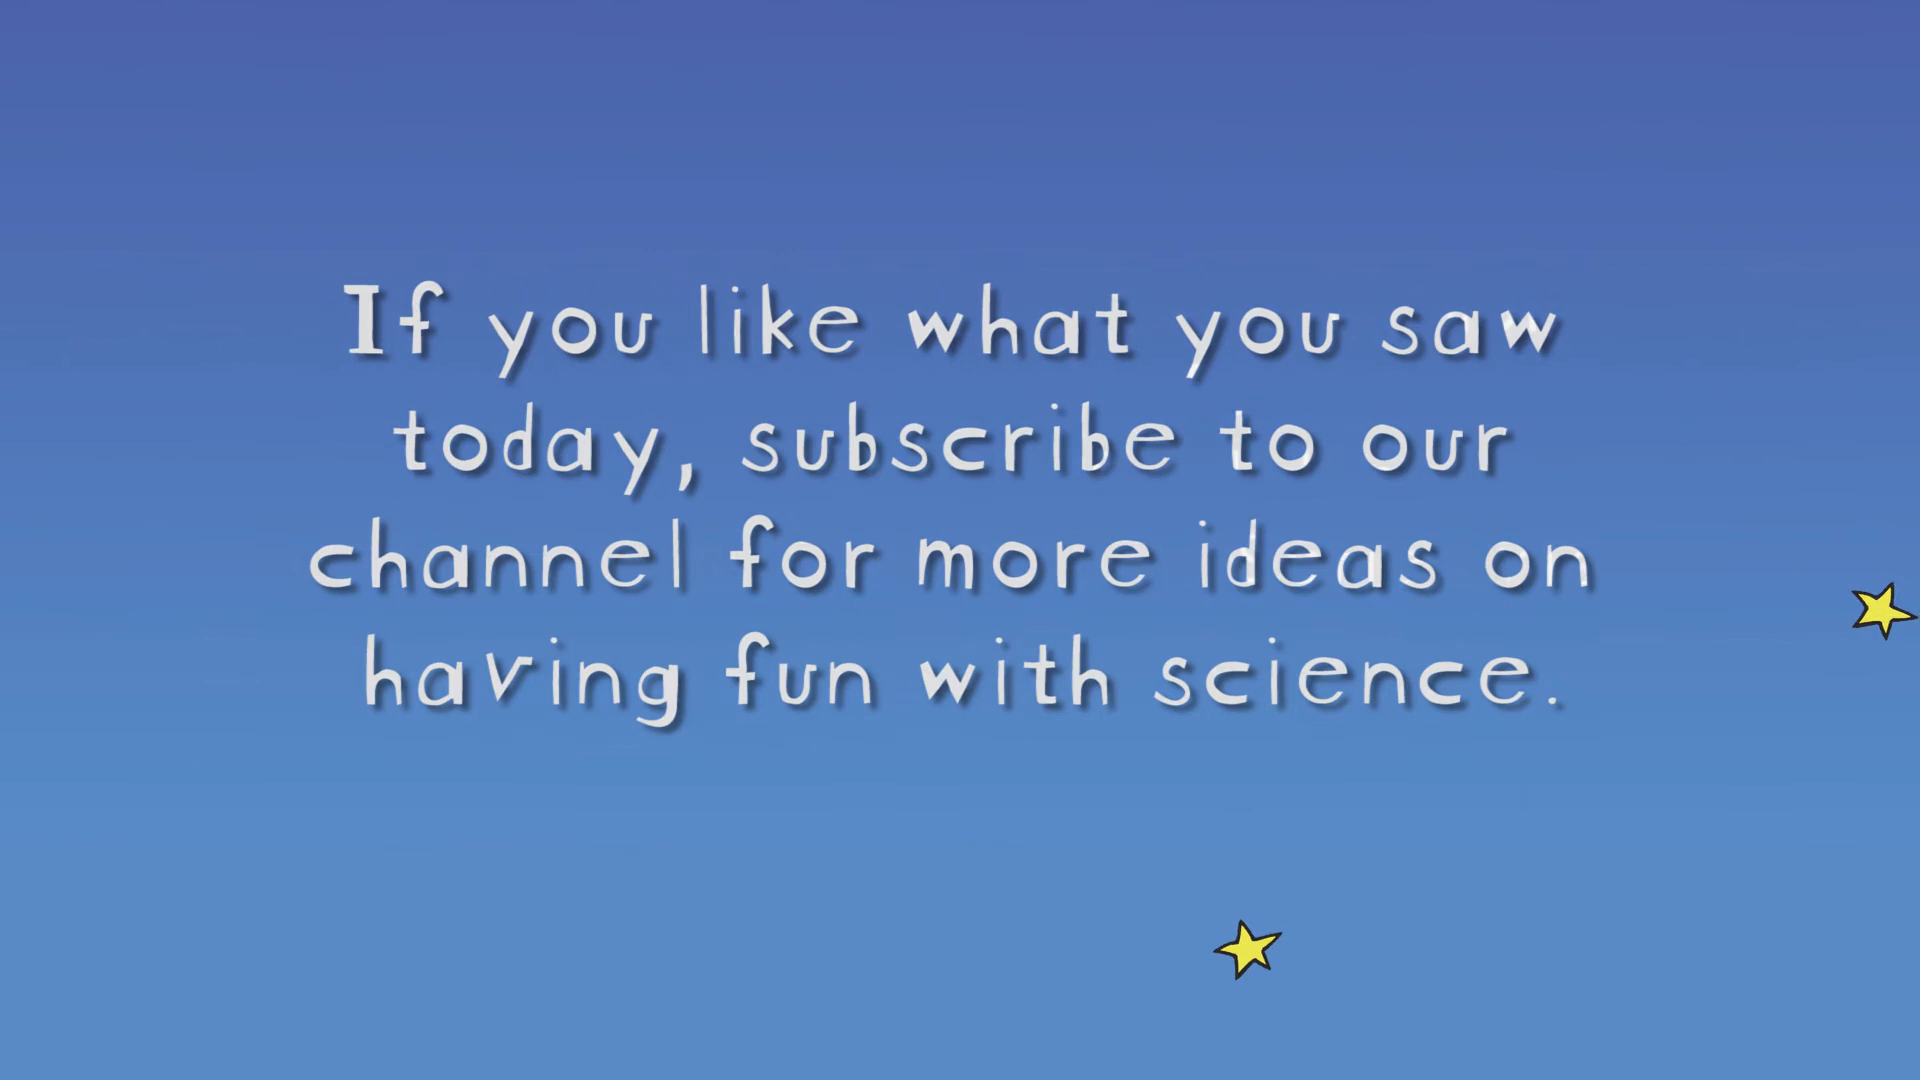 If you like what you saw
today, subscribe to our
channel for more ideas on
having fun with science.